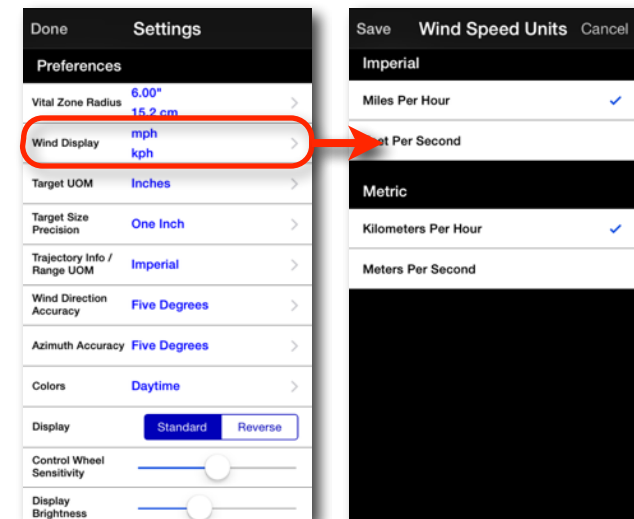 Done Settings
Preferences
Vital Zone Radius 6.00"
15.2 cm
Wind Display mph
kph
Target UOM Inches
Target Size
Precision One Inch
Trajectory Info /
Range UOM Imperial
Wind Direction
Accuracy Five Degrees
Azimuth Accuracy Five Degrees
Colors Daytime
Display Standard Reverse
Control Wheel
Sensitivity
Display
Brightness
Save Wind Speed Units Cancel
Imperial
Miles Per Hour
Per Second
Metric
Kilometers Per Hour
Meters Per Second